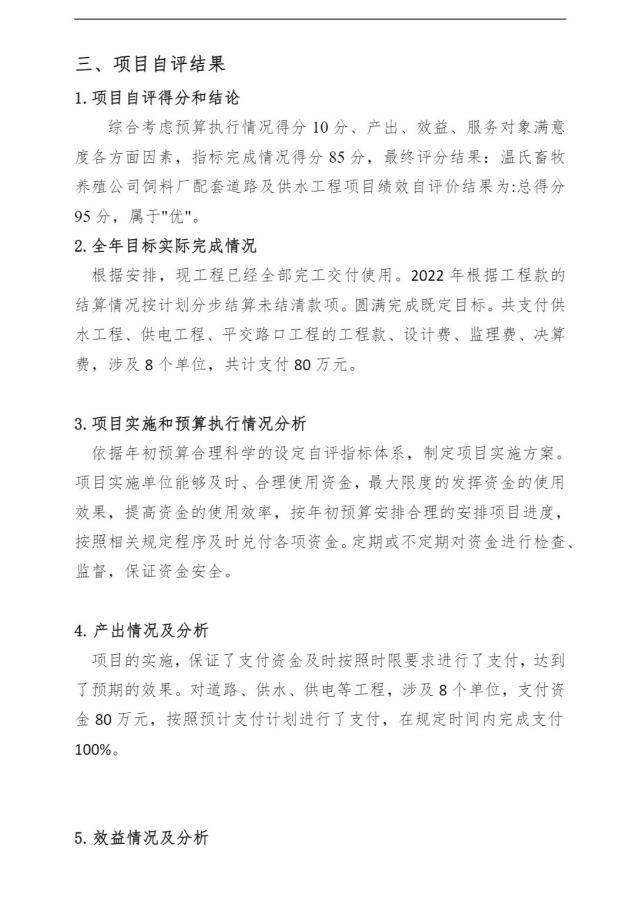 三、项目自评结果
1.项目自评得分和结论
综合考虑预算执行情况得分 10 分、产出、效益、服务对象满意
度各方面因素，指标完成情况得分 85 分，最终评分结果：温氏畜牧
养殖公司饲料厂配套道路及供水工程项目绩效自评价结果为:总得分
95 分，属于"优"。
2.全年目标实际完成情况
根据安排，现工程已经全部完工交付使用。2022 年根据工程款的
结算情况按计划分步结算未结清款项。圆满完成既定目标。共支付供
水工程、供电工程、平交路口工程的工程款、设计费、监理费、决算
费，涉及 8 个单位，共计支付 80 万元。
3.项目实施和预算执行情况分析
依据年初预算合理科学的设定自评指标体系，制定项目实施方案。
项目实施单位能够及时、合理使用资金，最大限度的发挥资金的使用
效果，提高资金的使用效率，按年初预算安排合理的安排项目进度，
按照相关规定程序及时兑付各项资金。定期或不定期对资金进行检查、
监督，保证资金安全。
4. 产出情况及分析
项目的实施，保证了支付资金及时按照时限要求进行了支付，达到
了预期的效果。对道路、供水、供电等工程，涉及 8 个单位，支付资
金 80 万元，按照预计支付计划进行了支付，在规定时间内完成支付
100%。
5. 效益情况及分析